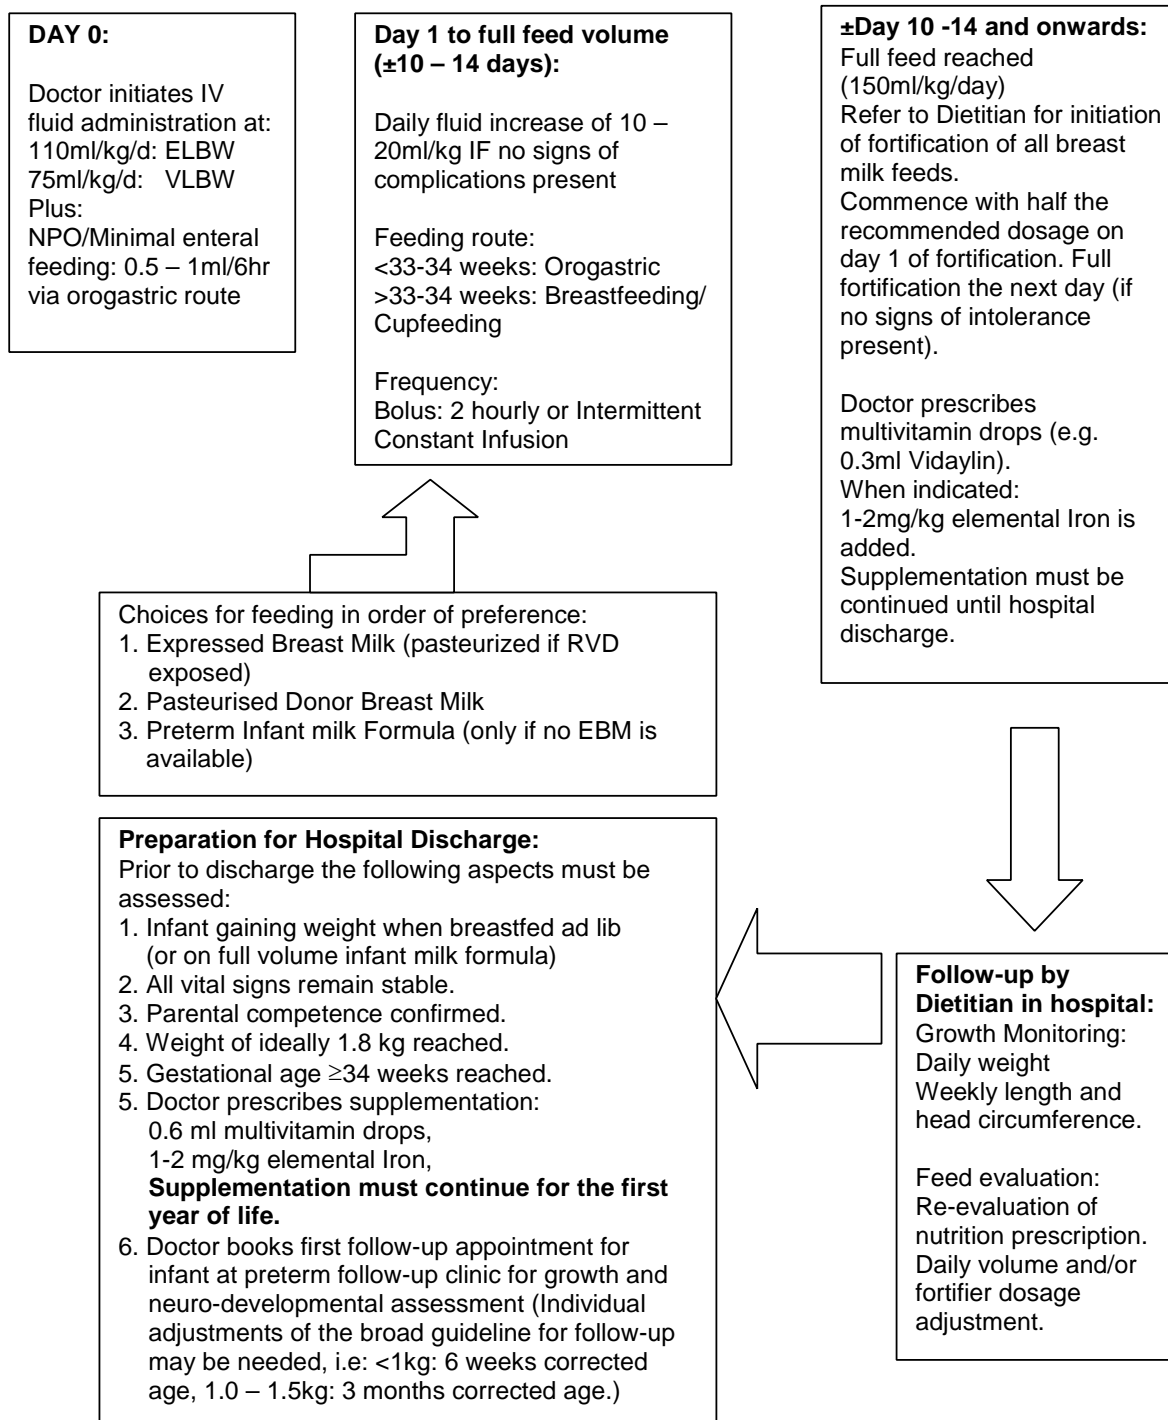 DAY 0:
Doctor initiates IV
fluid administration at:
110ml/kg/d: ELBW
75ml/kg/d: VLBW
Plus:
NPO/Minimal enteral
feeding: 0.5 – 1ml/6hr
via orogastric route
Day 1 to full feed volume
(±10 – 14 days):
Daily fluid increase of 10 –
20ml/kg IF no signs of
complications present
Feeding route:
<33-34 weeks: Orogastric
>33-34 weeks: Breastfeeding/
Cupfeeding
Frequency:
Bolus: 2 hourly or Intermittent
Constant Infusion
±Day 10 -14 and onwards:
Full feed reached
(150ml/kg/day)
Refer to Dietitian for initiation
of fortification of all breast
milk feeds.
Commence with half the
recommended dosage on
day 1 of fortification. Full
fortification the next day (if
no signs of intolerance
present).
Doctor prescribes
multivitamin drops (e.g.
0.3ml Vidaylin).
When indicated:
1-2mg/kg elemental Iron is
added.
Supplementation must be
continued until hospital
discharge.
Choices for feeding in order of preference:
1. Expressed Breast Milk (pasteurized if RVD
exposed)
2. Pasteurised Donor Breast Milk
3. Preterm Infant milk Formula (only if no EBM is
available)
Preparation for Hospital Discharge:
Prior to discharge the following aspects must be
assessed:
1. Infant gaining weight when breastfed ad lib
(or on full volume infant milk formula)
2. All vital signs remain stable.
3. Parental competence confirmed.
4. Weight of ideally 1.8 kg reached.
5. Gestational age ≥34 weeks reached.
5. Doctor prescribes supplementation:
0.6 ml multivitamin drops,
1-2 mg/kg elemental Iron,
Supplementation must continue for the first
year of life.
6. Doctor books first follow-up appointment for
infant at preterm follow-up clinic for growth and
neuro-developmental assessment (Individual
adjustments of the broad guideline for follow-up
may be needed, i.e: <1kg: 6 weeks corrected
age, 1.0 – 1.5kg: 3 months corrected age.)
Follow-up by
Dietitian in hospital:
Growth Monitoring:
Daily weight
Weekly length and
head circumference.
Feed evaluation:
Re-evaluation of
nutrition prescription.
Daily volume and/or
fortifier dosage
adjustment.